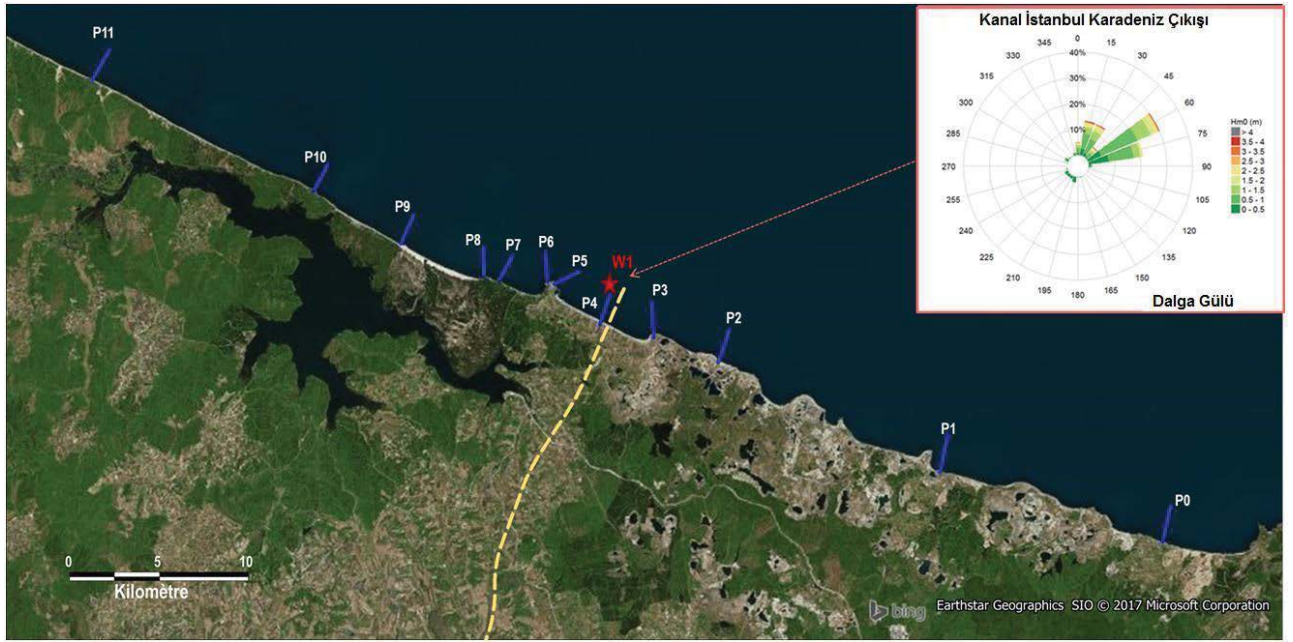 Kanal İstanbul Karadeniz Çıkışı
0
15
30
45
60
75
90
105
120
135
150
165
180
195
210
225
240
255
270
285
300
315
330
345
40%
30%
20%
10%
Hm0 (m)
> 4
3.5 - 4
3 - 3.5
2.5 - 3
2 - 2.5
1.5 - 2
1 - 1.5
0.5 - 1
0 - 0.5
Dalga Gülü
P11
P10
P9
P8
P7
P6
P5
W1
P4
P3
P2
P1
P0
0 5 10
Kilomètre
bing
Earthstar Geographics SIO © 2017 Microsoft Corporation